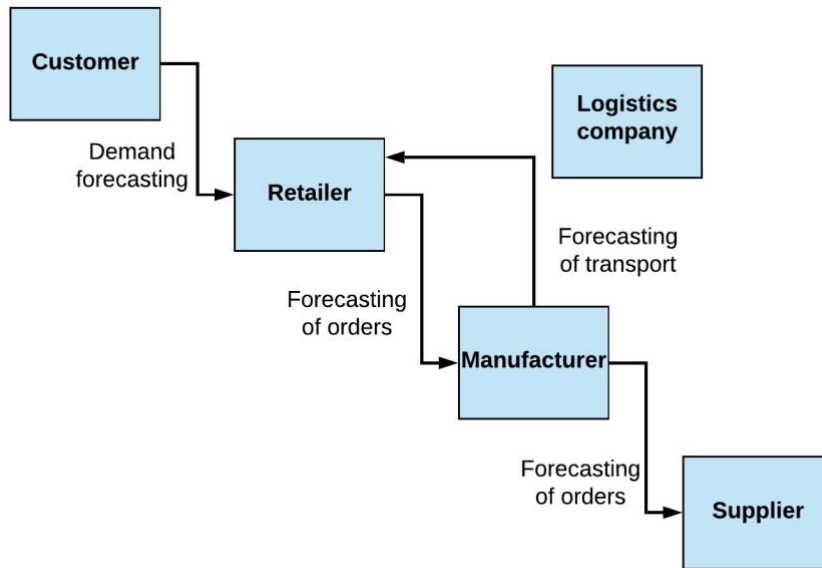 Customer
Logistics
company
Demand
forecasting
Retailer
Forecasting
of transport
Forecasting
of orders
Manufacturer
Forecasting
of orders
Supplier